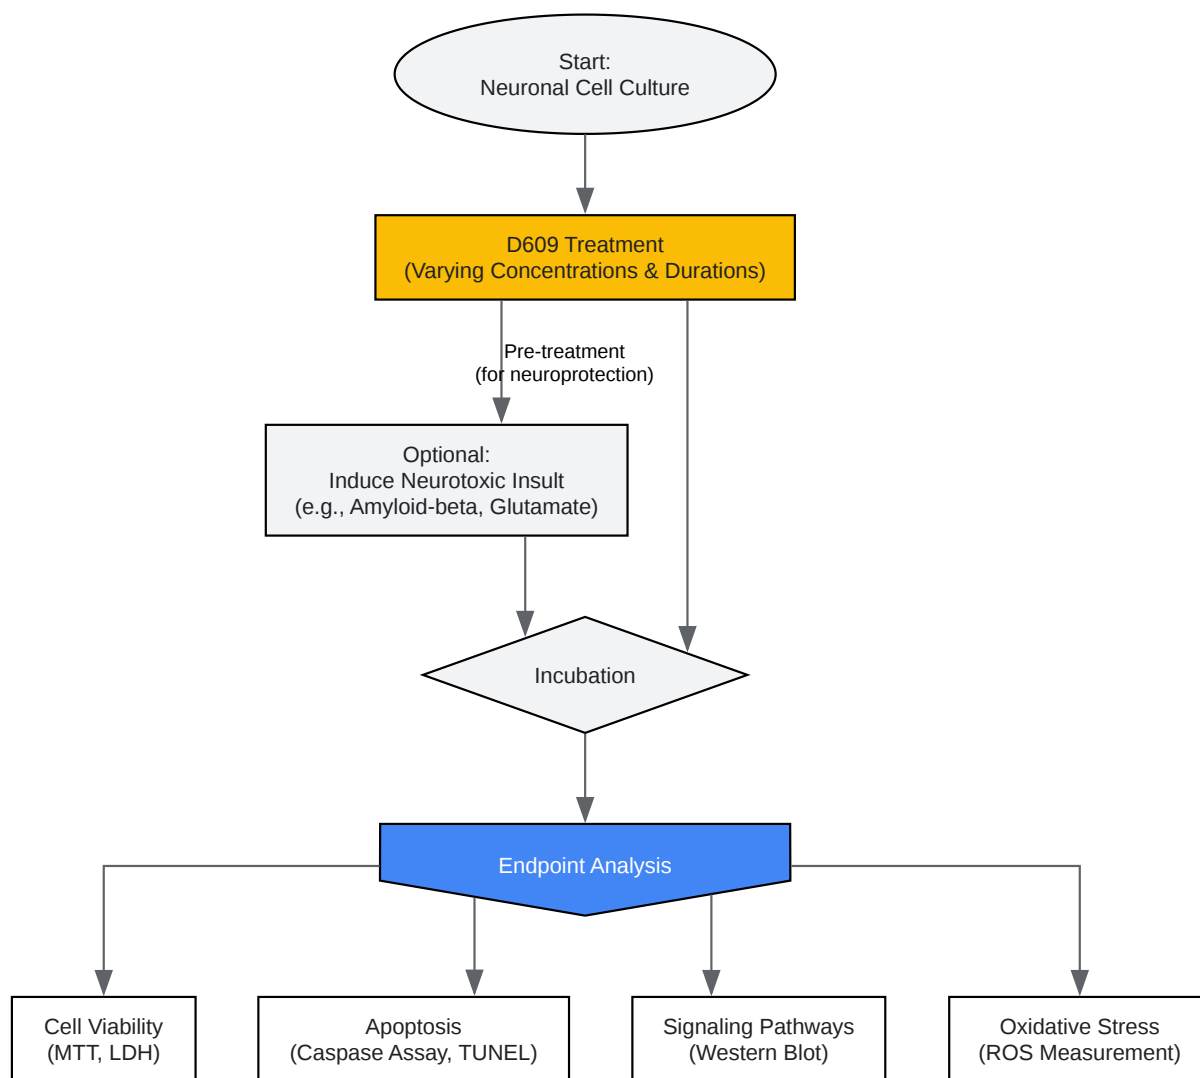 Start:
Neuronal Cell Culture
D609 Treatment
(Varying Concentrations & Durations)
Pre-treatment
(for neuroprotection)
Optional:
Induce Neurotoxic Insult
(e.g., Amyloid-beta, Glutamate)
Incubation
Endpoint Analysis
Cell Viability
(MTT, LDH)
Apoptosis
(Caspase Assay, TUNEL)
Signaling Pathways
(Western Blot)
Oxidative Stress
(ROS Measurement)